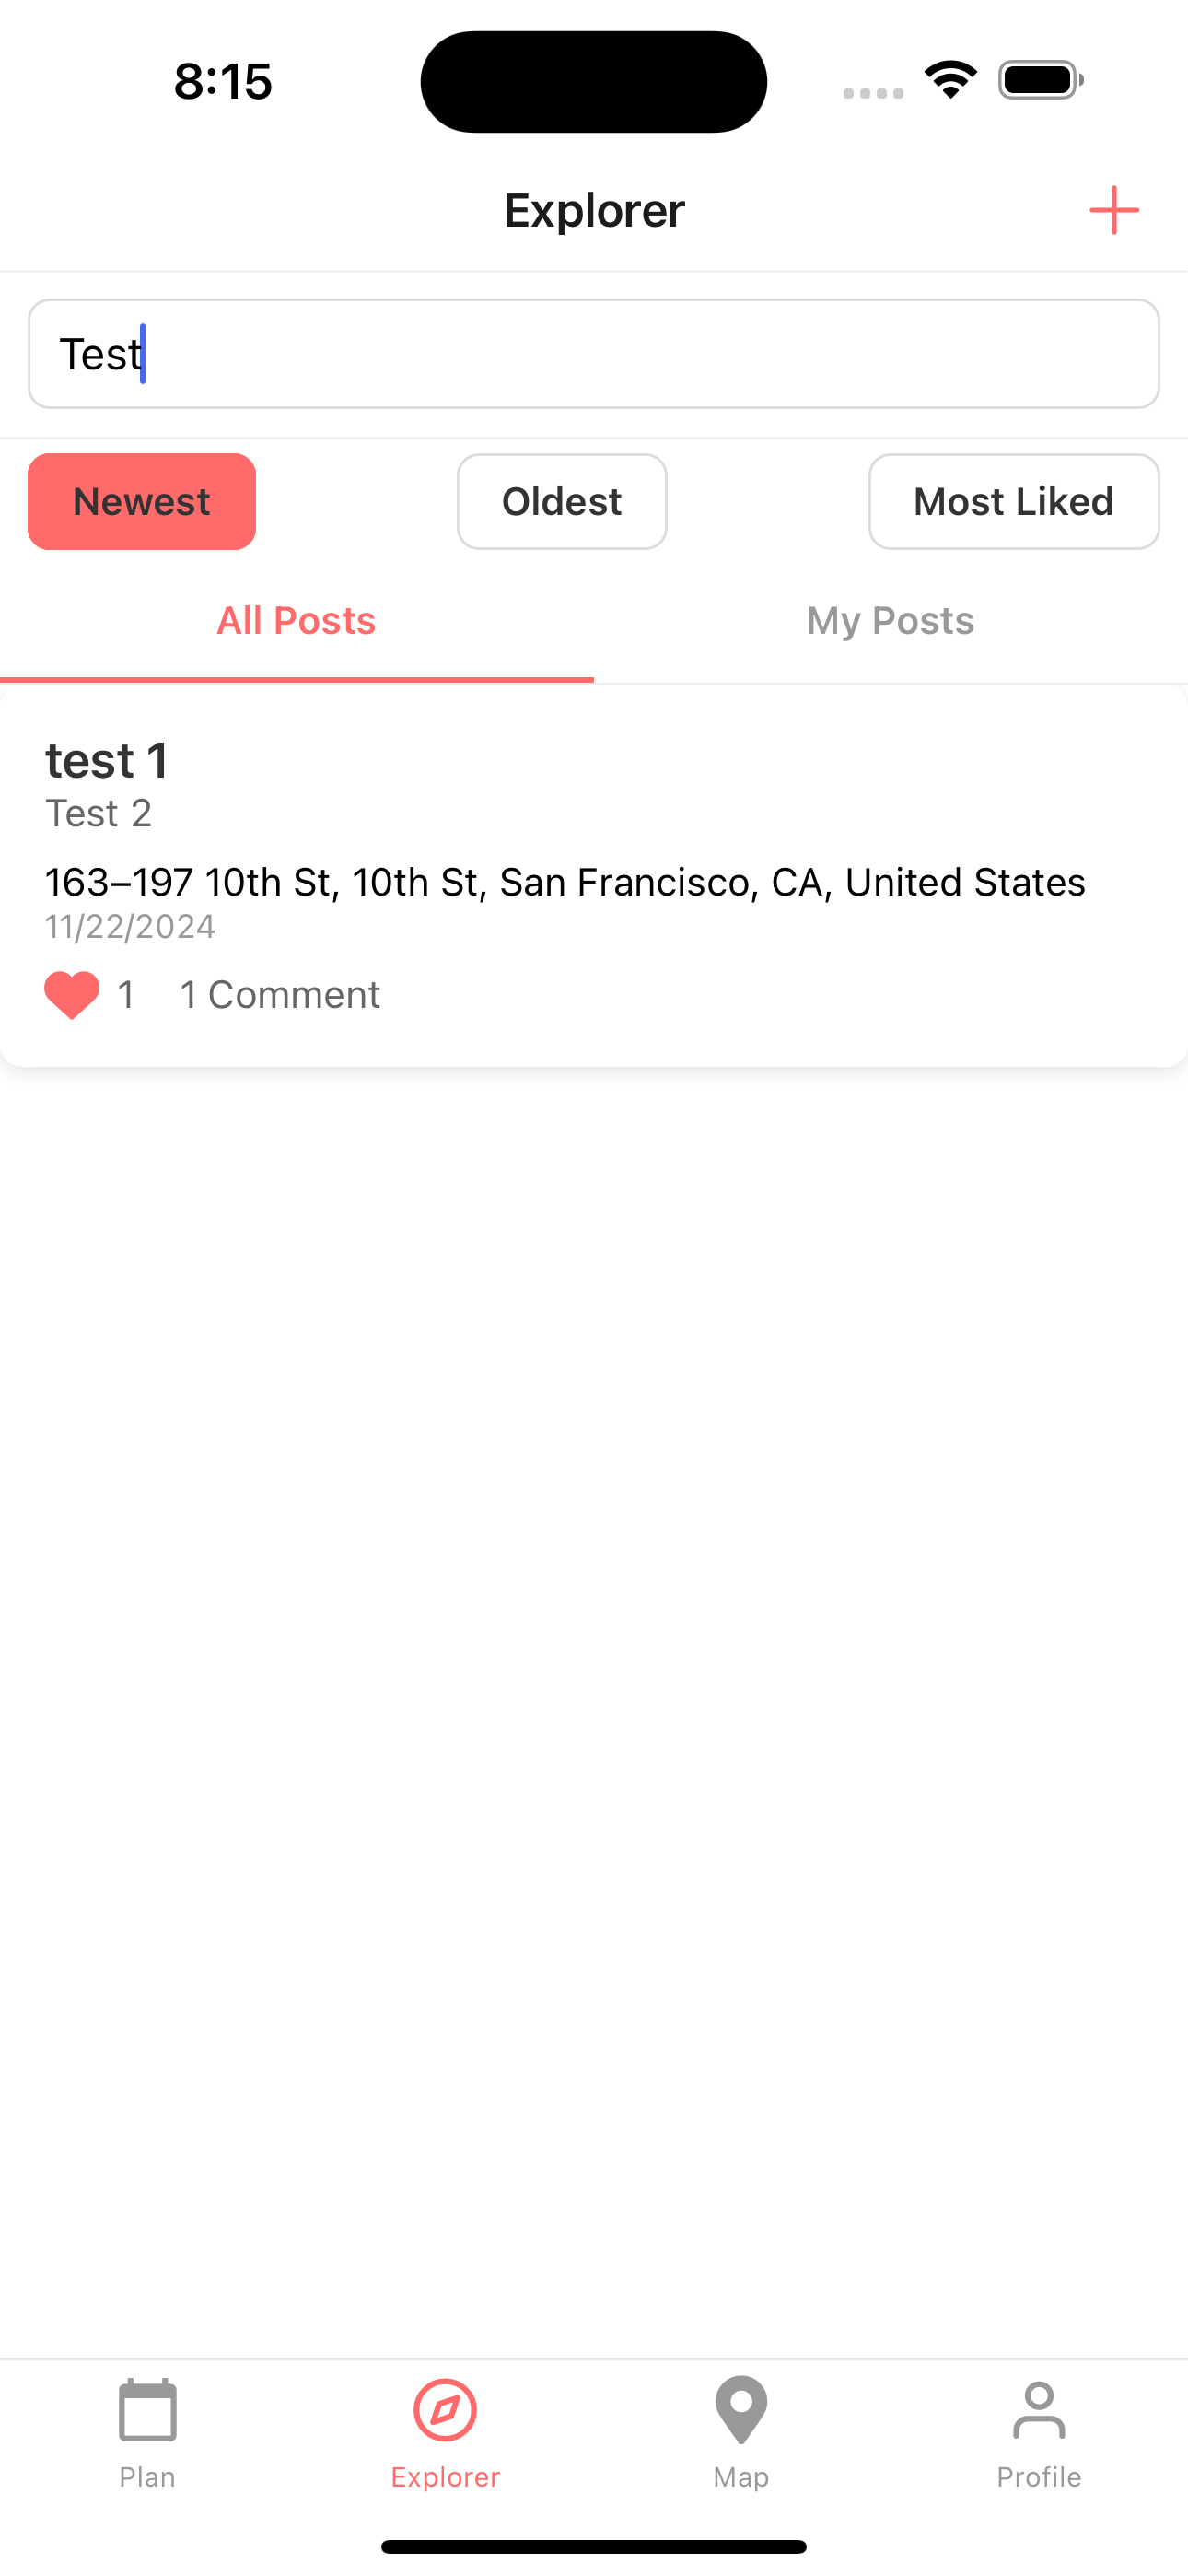 8:15
Explorer
Test
Newest Oldest Most Liked
All Posts My Posts
test 1
Test 2
163–197 10th St, 10th St, San Francisco, CA, United States
11/22/2024
1 1 Comment
Plan Explorer Map Profile